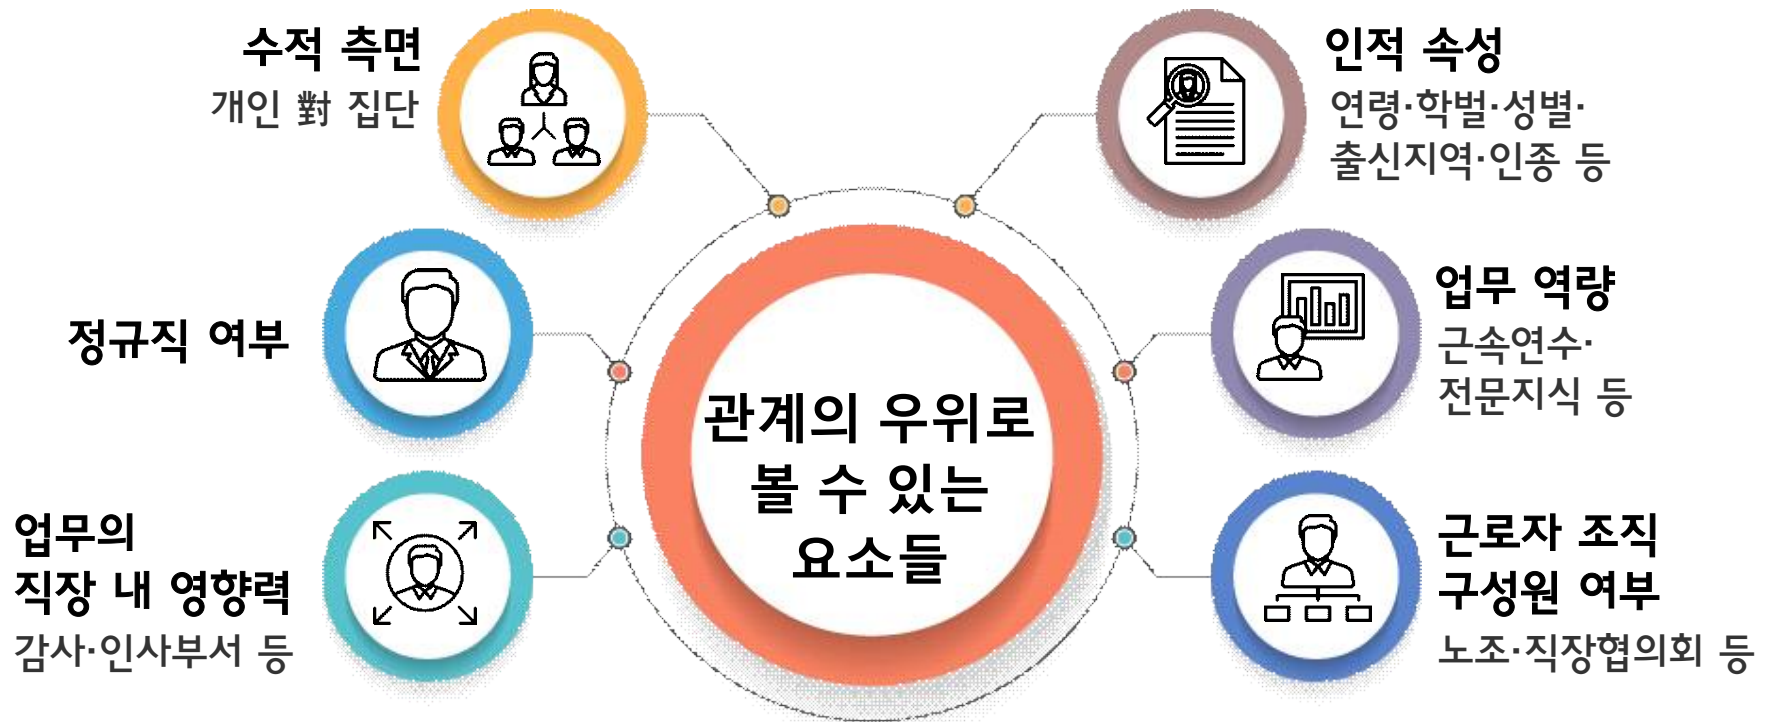 수적 측면
개인 對 집단
인적 속성
연령·학벌·성별·
출신지역·인종 등
정규직 여부
업무 역량
근속연수·
전문지식 등
관계의 우위로
볼 수 있는
요소들
업무의
직장 내 영향력
감사·인사부서 등
근로자 조직
구성원 여부
노조·직장협의회 등